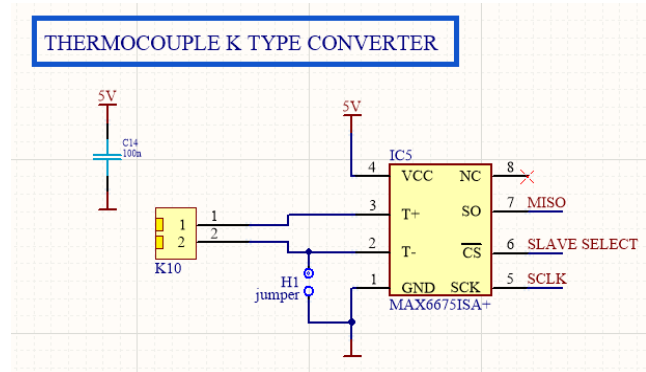 THERMOCOUPLE K TYPE CONVERTER
5V
C14
100n
5V
IC5
4 VCC NC 8
1 1 3 T+ SO 7 MISO
2 2 2 T- CS 6 SLAVE SELECT
K10
H1
jumper
1 GND SCK 5 SCLK
MAX6675ISA+